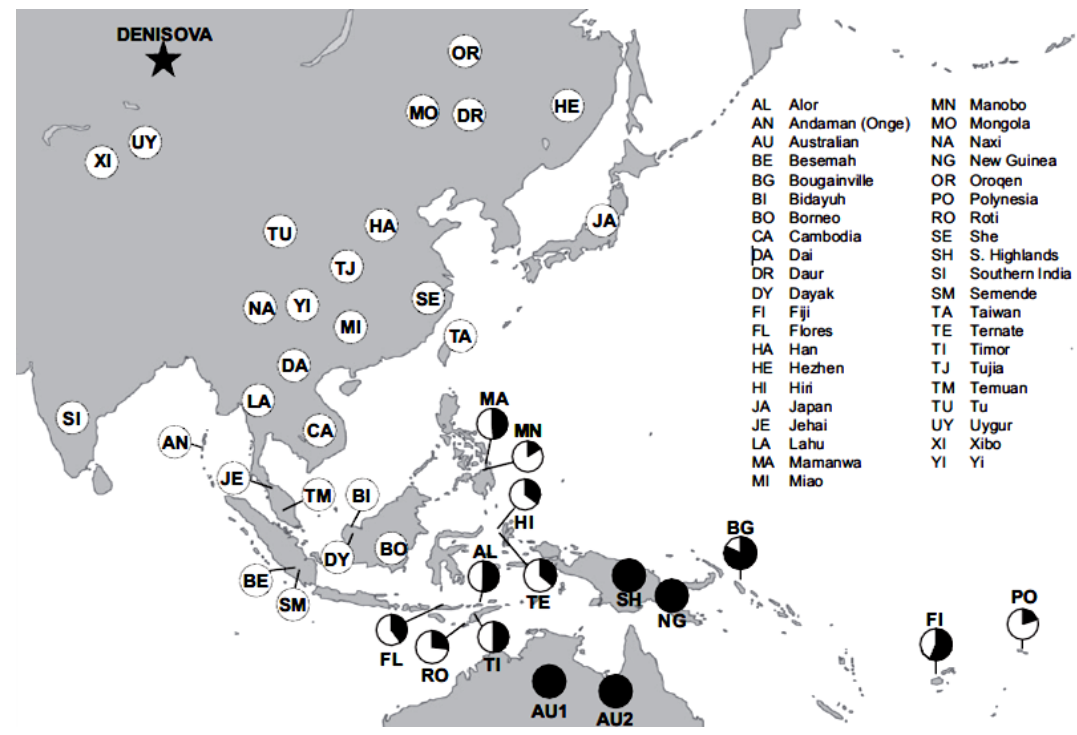 DENISOVA
OR
MO
DR
HE
UY
XI
JA
TU
HA
TJ
NA
YI
SE
MI
TA
DA
LA
SI
CA
AN
MA
MN
JE
TM
BI
HI
BO
DY
AL
BG
BE
SM
TE
SH
NG
FL
RO
TI
FI
PO
AU1
AU2
AL Alor
AN Andaman (Onge)
AU Australian
BE Besemah
BG Bougainville
BI Bidayuh
BO Borneo
CA Cambodia
DA Dai
DR Daur
DY Dayak
FI Fiji
FL Flores
HA Han
HE Hezhen
HI Hiri
JA Japan
JE Jehai
LA Lahu
MA Mamanwa
MI Miao
MN Manobo
MO Mongola
NA Naxi
NG New Guinea
OR Oroqen
PO Polynesia
RO Roti
SE She
SH S. Highlands
SI Southern India
SM Semende
TA Taiwan
TE Ternate
TI Timor
TJ Tujia
TM Temuan
TU Tu
UY Uygur
XI Xibo
YI Yi